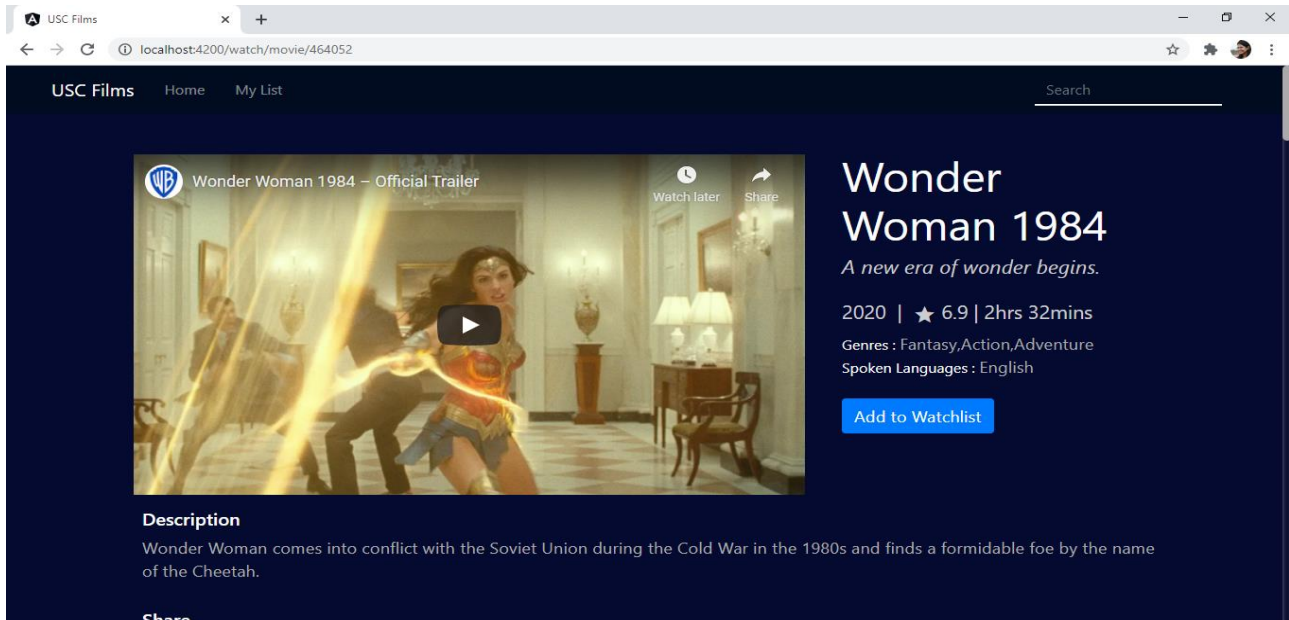 USC Films
localhost:4200/watch/movie/464052
USC Films Home My List Search
WB Wonder Woman 1984 – Official Trailer
Watch later Share
Wonder
Woman 1984
A new era of wonder begins.
2020 | ★ 6.9 | 2hrs 32mins
Genres : Fantasy,Action,Adventure
Spoken Languages : English
Add to Watchlist
Description
Wonder Woman comes into conflict with the Soviet Union during the Cold War in the 1980s and finds a formidable foe by the name
of the Cheetah.
Share